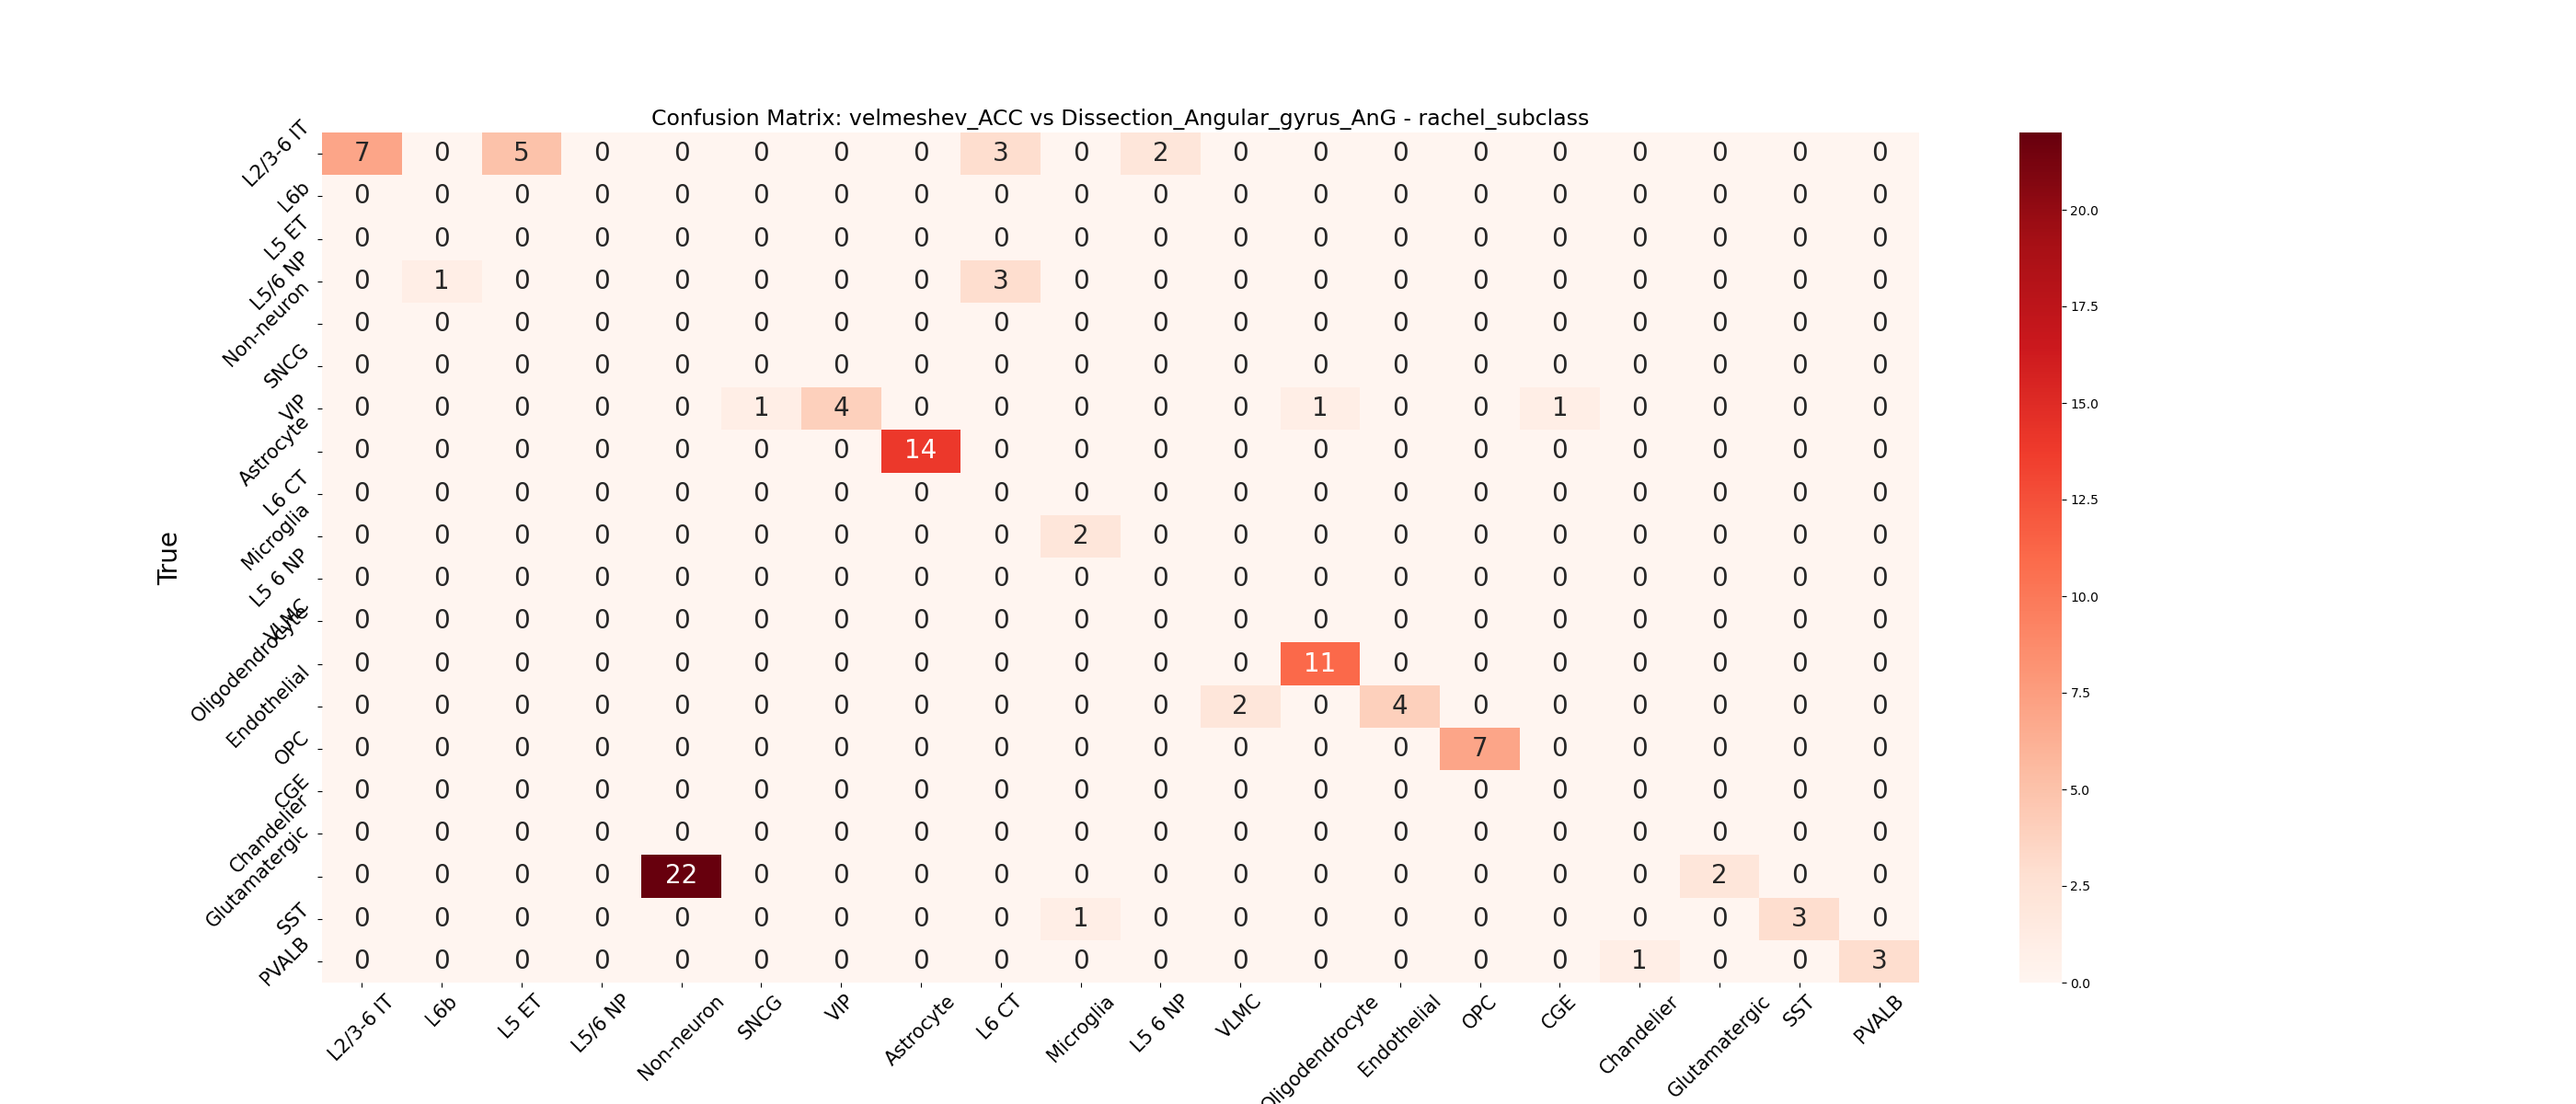 Confusion Matrix: velmeshev_ACC vs Dissection_Angular_gyrus_AnG - rachel_subclass
L2/3-6 IT 7 0 5 0 0 0 0 0 3 0 2 0 0 0 0 0 0 0 0 0
L6b 0 0 0 0 0 0 0 0 0 0 0 0 0 0 0 0 0 0 0 0
L5 ET 0 0 0 0 0 0 0 0 0 0 0 0 0 0 0 0 0 0 0 0
L5/6 NP 0 1 0 0 0 0 0 0 3 0 0 0 0 0 0 0 0 0 0 0
Non-neuron 0 0 0 0 0 0 0 0 0 0 0 0 0 0 0 0 0 0 0 0
SNCG 0 0 0 0 0 0 0 0 0 0 0 0 0 0 0 0 0 0 0 0
VIP 0 0 0 0 0 1 4 0 0 0 0 0 1 0 0 1 0 0 0 0
Astrocyte 0 0 0 0 0 0 0 14 0 0 0 0 0 0 0 0 0 0 0 0
L6 CT 0 0 0 0 0 0 0 0 0 0 0 0 0 0 0 0 0 0 0 0
Microglia 0 0 0 0 0 0 0 0 0 2 0 0 0 0 0 0 0 0 0 0
L5 6 NP 0 0 0 0 0 0 0 0 0 0 0 0 0 0 0 0 0 0 0 0
VLMC 0 0 0 0 0 0 0 0 0 0 0 0 0 0 0 0 0 0 0 0
Oligodendrocyte 0 0 0 0 0 0 0 0 0 0 0 0 11 0 0 0 0 0 0 0
Endothelial 0 0 0 0 0 0 0 0 0 0 0 2 0 4 0 0 0 0 0 0
OPC 0 0 0 0 0 0 0 0 0 0 0 0 0 0 7 0 0 0 0 0
CGE 0 0 0 0 0 0 0 0 0 0 0 0 0 0 0 0 0 0 0 0
Chandelier 0 0 0 0 0 0 0 0 0 0 0 0 0 0 0 0 0 0 0 0
Glutamatergic 0 0 0 0 22 0 0 0 0 0 0 0 0 0 0 0 0 2 0 0
SST 0 0 0 0 0 0 0 0 0 1 0 0 0 0 0 0 0 0 3 0
PVALB 0 0 0 0 0 0 0 0 0 0 0 0 0 0 0 0 1 0 0 3
True
L2/3-6 IT L6b L5 ET L5/6 NP Non-neuron SNCG VIP Astrocyte L6 CT Microglia L5 6 NP VLMC Oligodendrocyte Endothelial OPC CGE Chandelier Glutamatergic SST PVALB
20.0
17.5
15.0
12.5
10.0
7.5
5.0
2.5
0.0